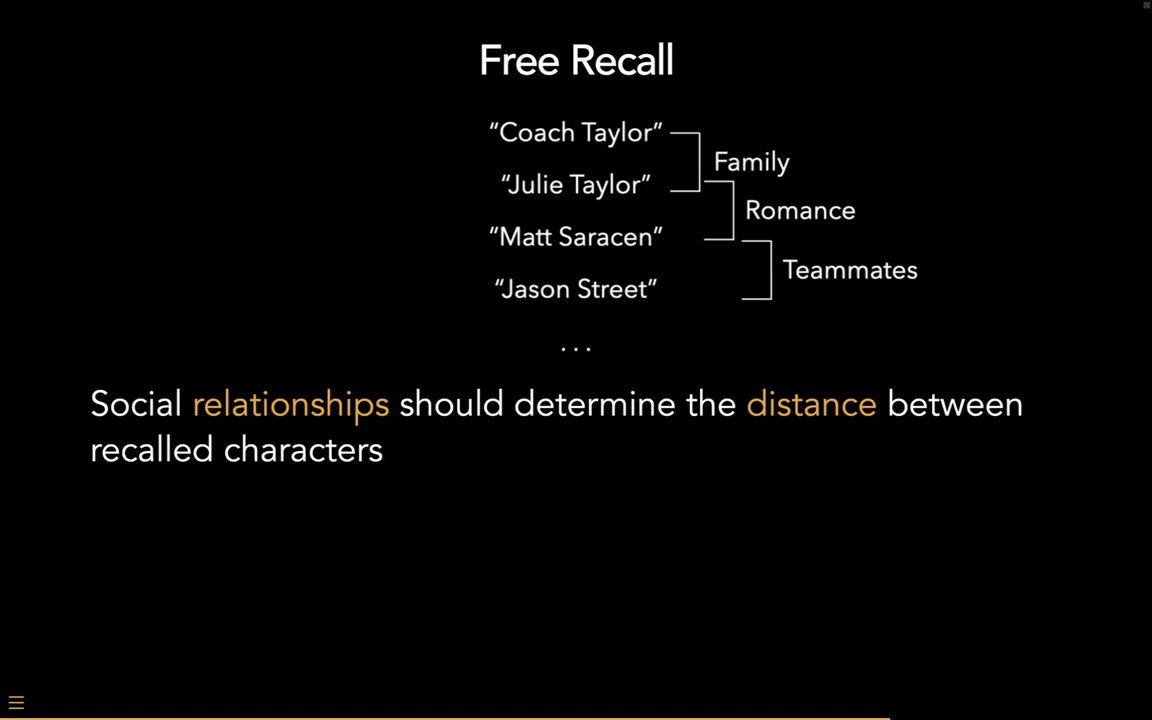 Free Recall
“Coach Taylor”
Family
“Julie Taylor”
Romance
“Matt Saracen”
Teammates
“Jason Street”
...
Social relationships should determine the distance between
recalled characters